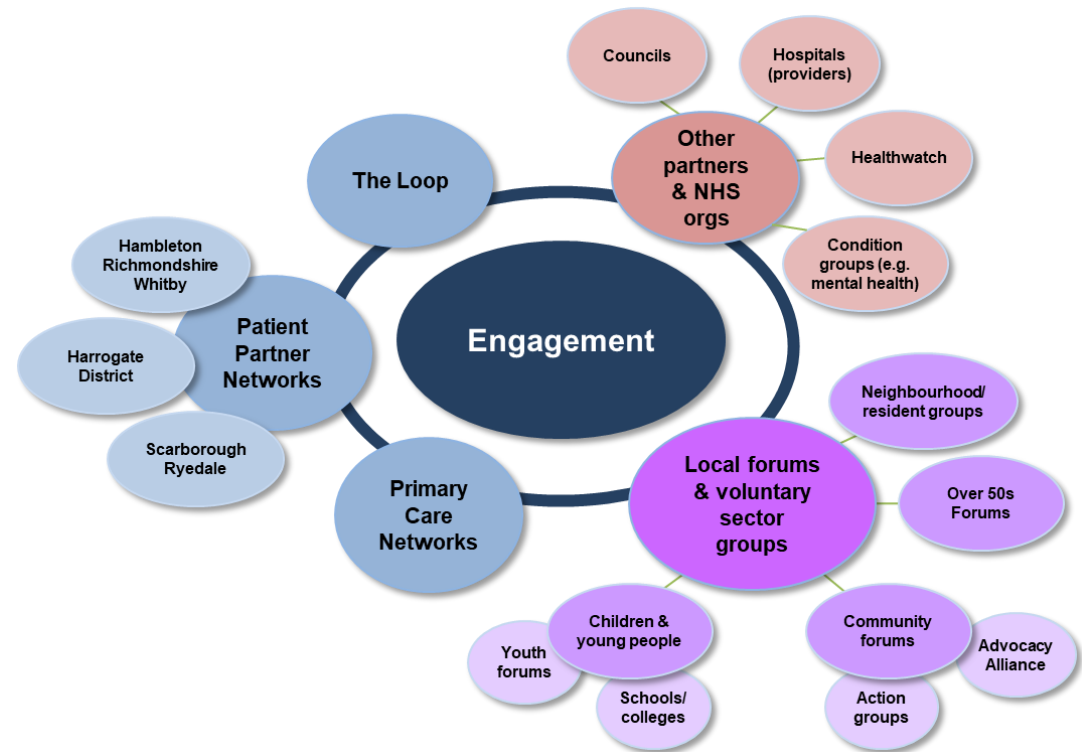 Councils
Hospitals
(providers)
Other
partners
& NHS
orgs
Healthwatch
The Loop
Condition
groups (e.g.
mental health)
Hambleton
Richmondshire
Whitby
Patient
Partner
Networks
Harrogate
District
Scarborough
Ryedale
Engagement
Primary
Care
Networks
Local forums
& voluntary
sector
groups
Neighbourhood/
resident groups
Over 50s
Forums
Children &
young people
Youth
forums
Schools/
colleges
Community
forums
Advocacy
Alliance
Action
groups